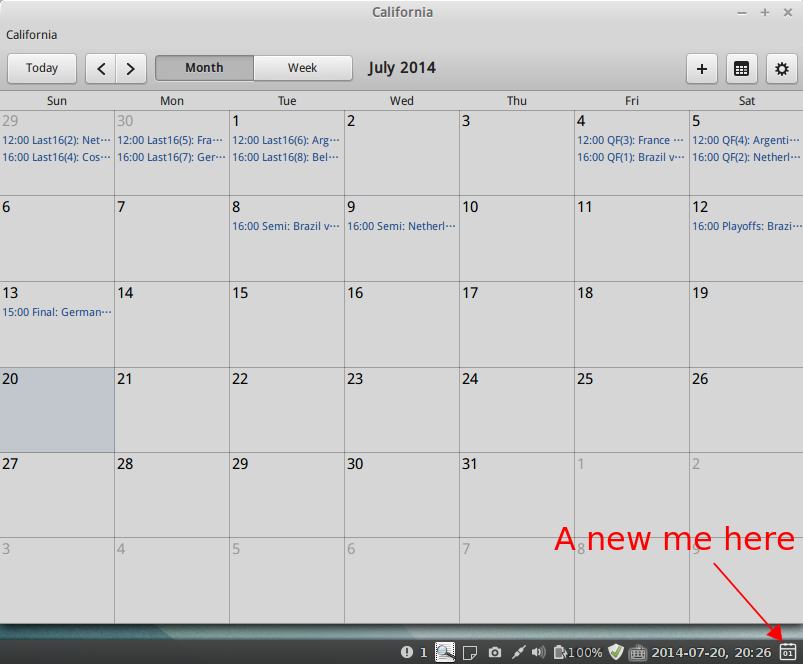 California
California
Today
Month Week
July 2014
Sun Mon Tue Wed Thu Fri Sat
29 30 1 2 3 4 5
12:00 Last16(2): Net··· 12:00 Last16(5): Fra··· 12:00 Last16(6): Arg··· 12:00 QF(3): France ··· 12:00 QF(4): Argenti···
16:00 Last16(4): Cos··· 16:00 Last16(7): Ger··· 16:00 Last16(8): Bel··· 16:00 QF(1): Brazil v··· 16:00 QF(2): Netherl···
6 7 8 9 10 11 12
16:00 Semi: Brazil v··· 16:00 Semi: Netherl··· 16:00 Playoffs: Brazi···
13 14 15 16 17 18 19
15:00 Final: German···
20 21 22 23 24 25 26
27 28 29 30 31 1 2
A new me here
3 4 5 6 7 8 9
1 100% 2014-07-20, 20:26 01